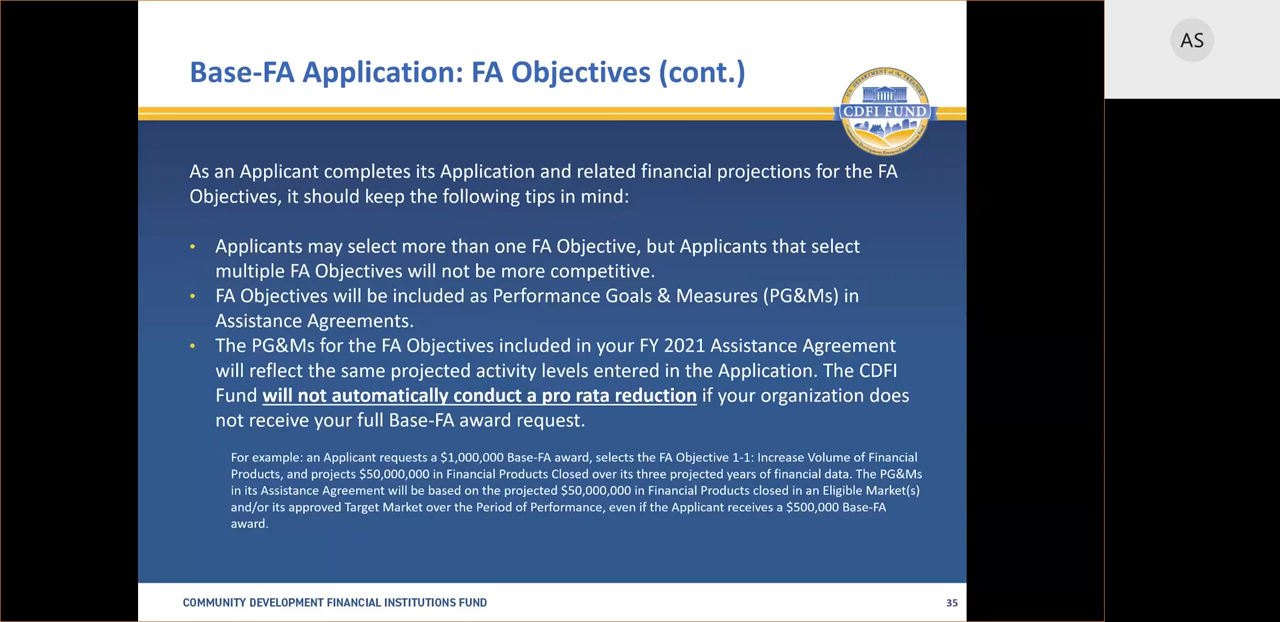 AS
Base-FA Application: FA Objectives (cont.)
U.S. DEPARTMENT of the TREASURY
CDFI FUND
As an Applicant completes its Application and related financial projections for the FA
Objectives, it should keep the following tips in mind:
• Applicants may select more than one FA Objective, but Applicants that select
multiple FA Objectives will not be more competitive.
• FA Objectives will be included as Performance Goals & Measures (PG&Ms) in
Assistance Agreements.
• The PG&Ms for the FA Objectives included in your FY 2021 Assistance Agreement
will reflect the same projected activity levels entered in the Application. The CDFI
Fund will not automatically conduct a pro rata reduction if your organization does
not receive your full Base-FA award request.
For example: an Applicant requests a $1,000,000 Base-FA award, selects the FA Objective 1-1: Increase Volume of Financial
Products, and projects $50,000,000 in Financial Products Closed over its three projected years of financial data. The PG&Ms
in its Assistance Agreement will be based on the projected $50,000,000 in Financial Products closed in an Eligible Market(s)
and/or its approved Target Market over the Period of Performance, even if the Applicant receives a $500,000 Base-FA
award.
COMMUNITY DEVELOPMENT FINANCIAL INSTITUTIONS FUND
35